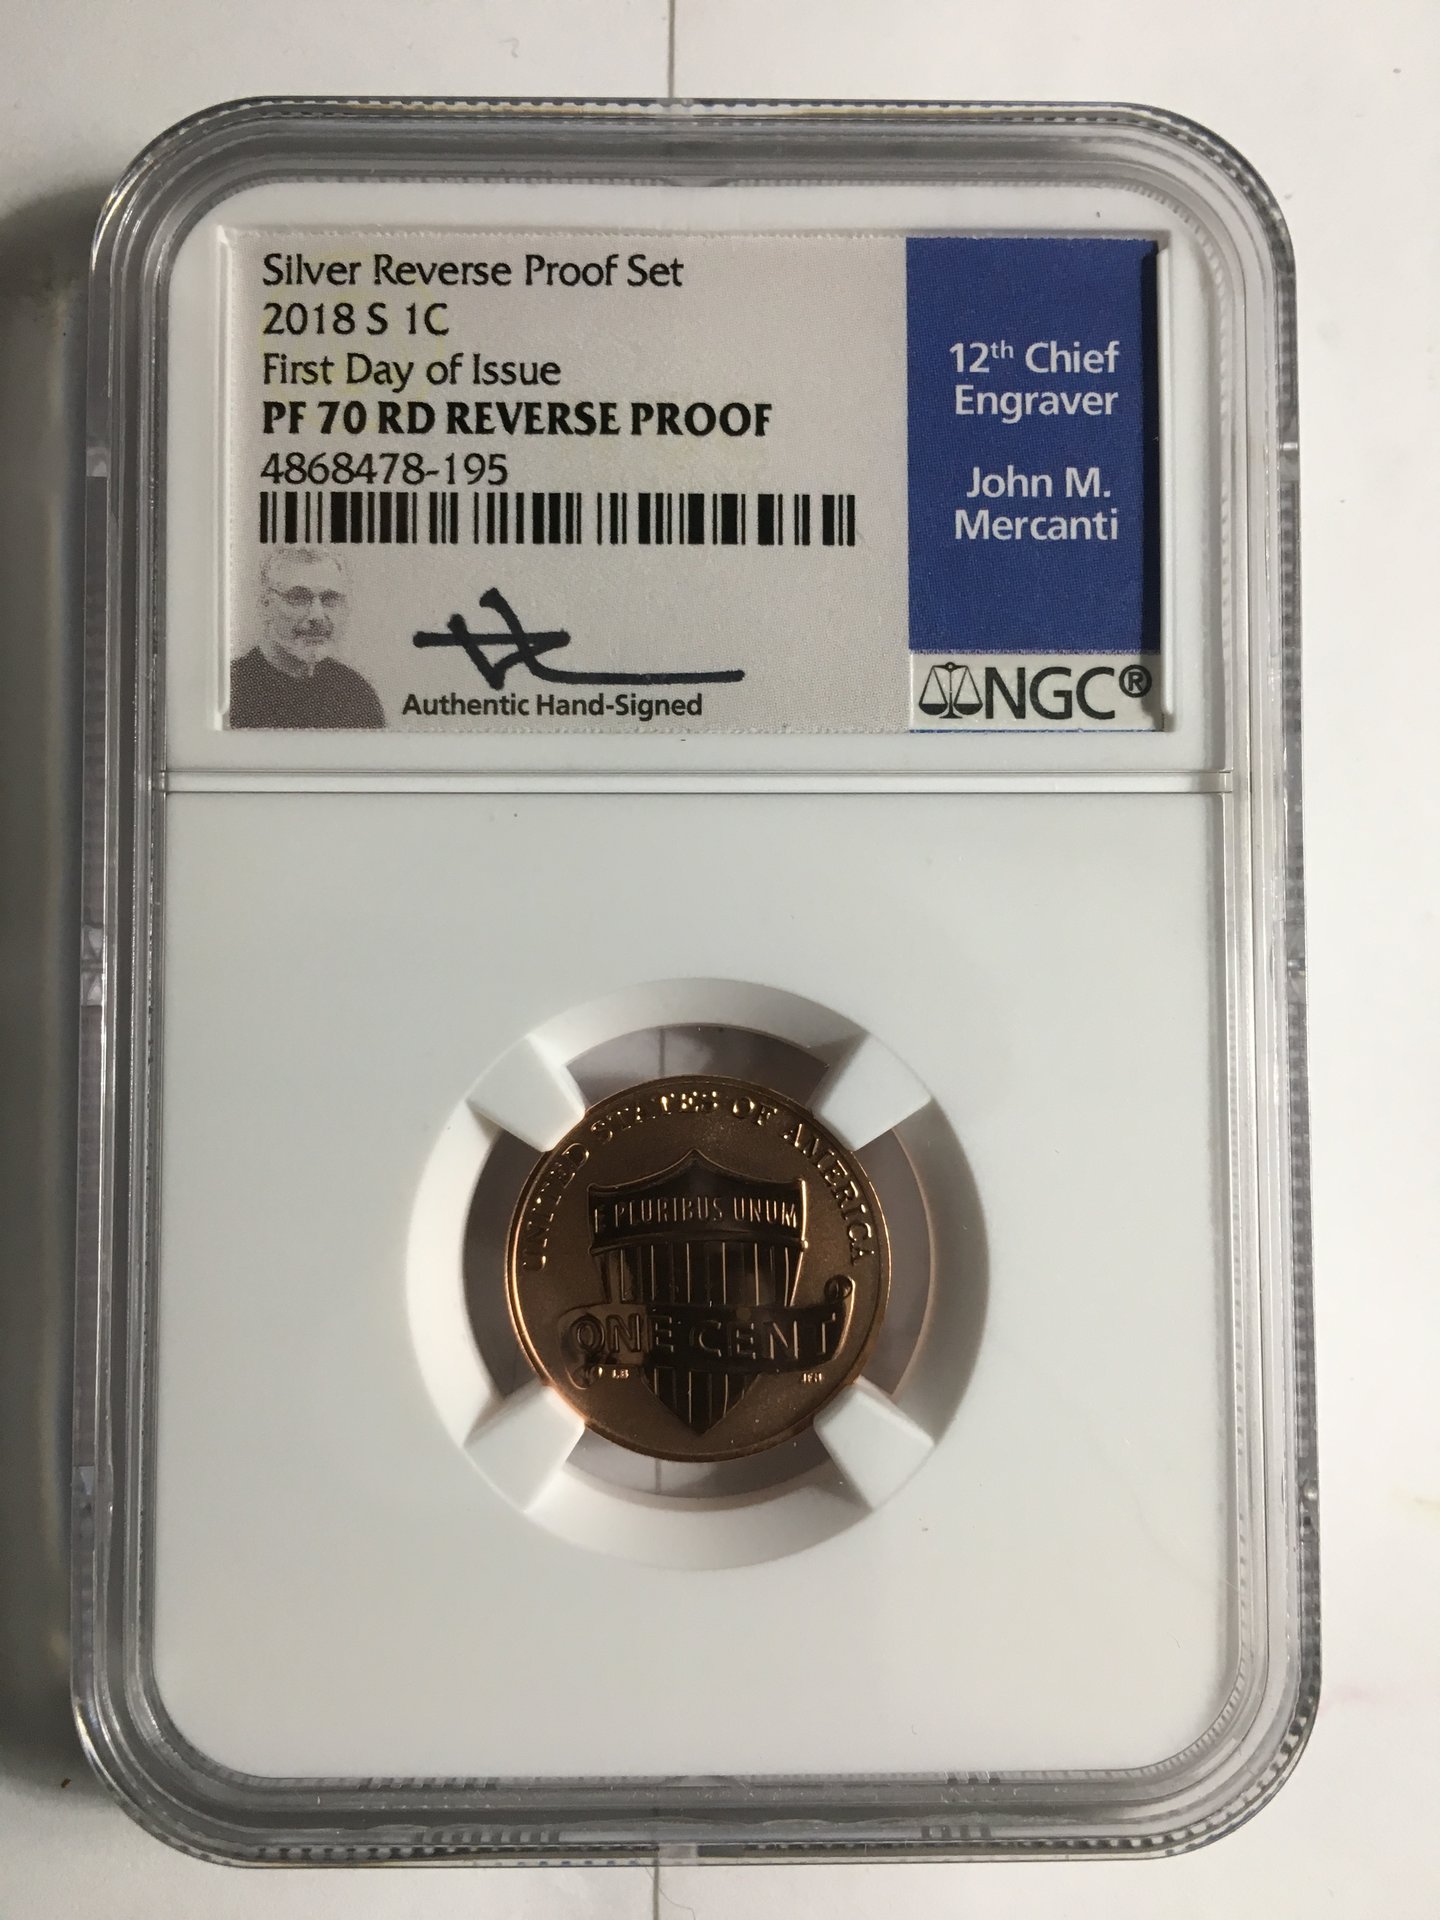 Silver Reverse Proof Set
2018 S 1C
First Day of Issue
PF 70 RD REVERSE PROOF
4868478-195
Authentic Hand-Signed
12th Chief
Engraver
John M.
Mercanti
NGC®
UNITED STATES OF AMERICA
E PLURIBUS UNUM
ONE CENT
LB